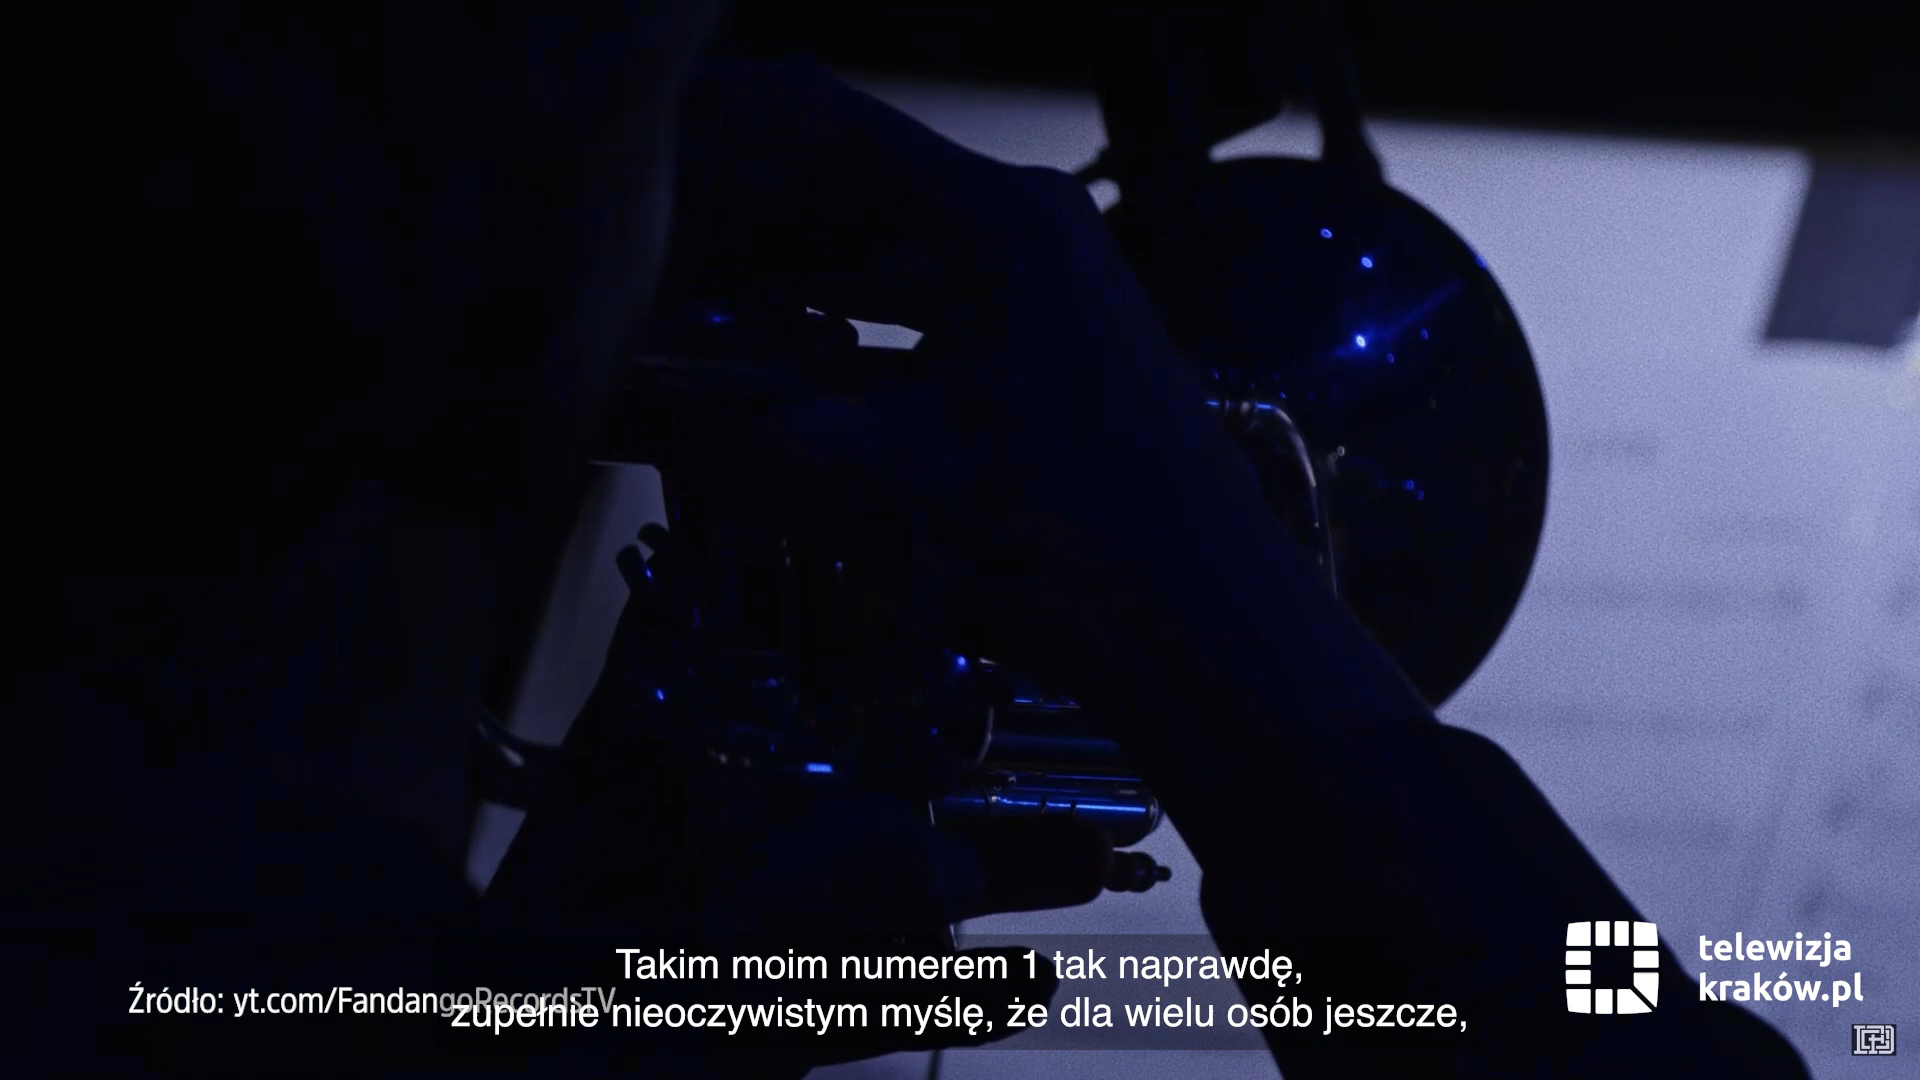 Takim moim numerem 1 tak naprawdę,
Źródło: yt.com/FandangoRecordsTV
zupełnie nieoczywistym myślę, że dla wielu osób jeszcze,
telewizja
kraków.pl